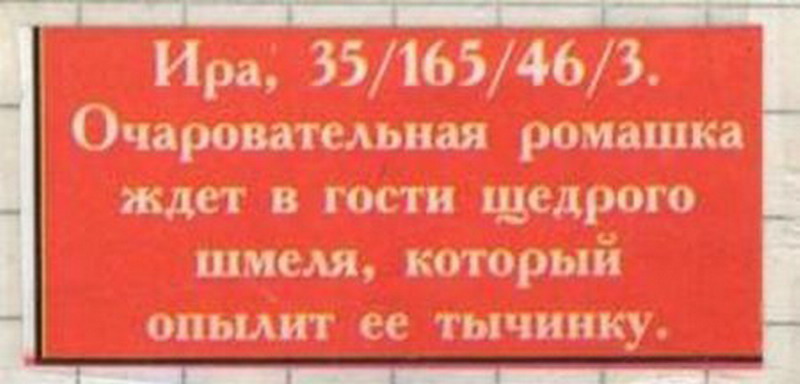 Ира, 35/165/46/3.
Очаровательная ромашка
ждет в гости щедрого
шмеля, который
опылит ее тычинку.